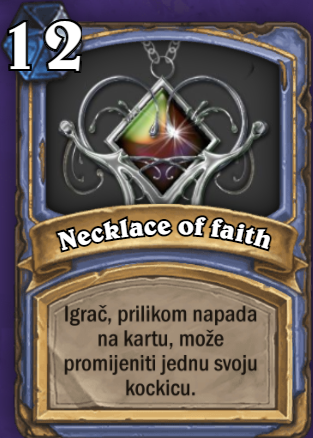 12
Necklace of faith
Igrač, prilikom napada
na kartu, može
promijeniti jednu svoju
kockicu.